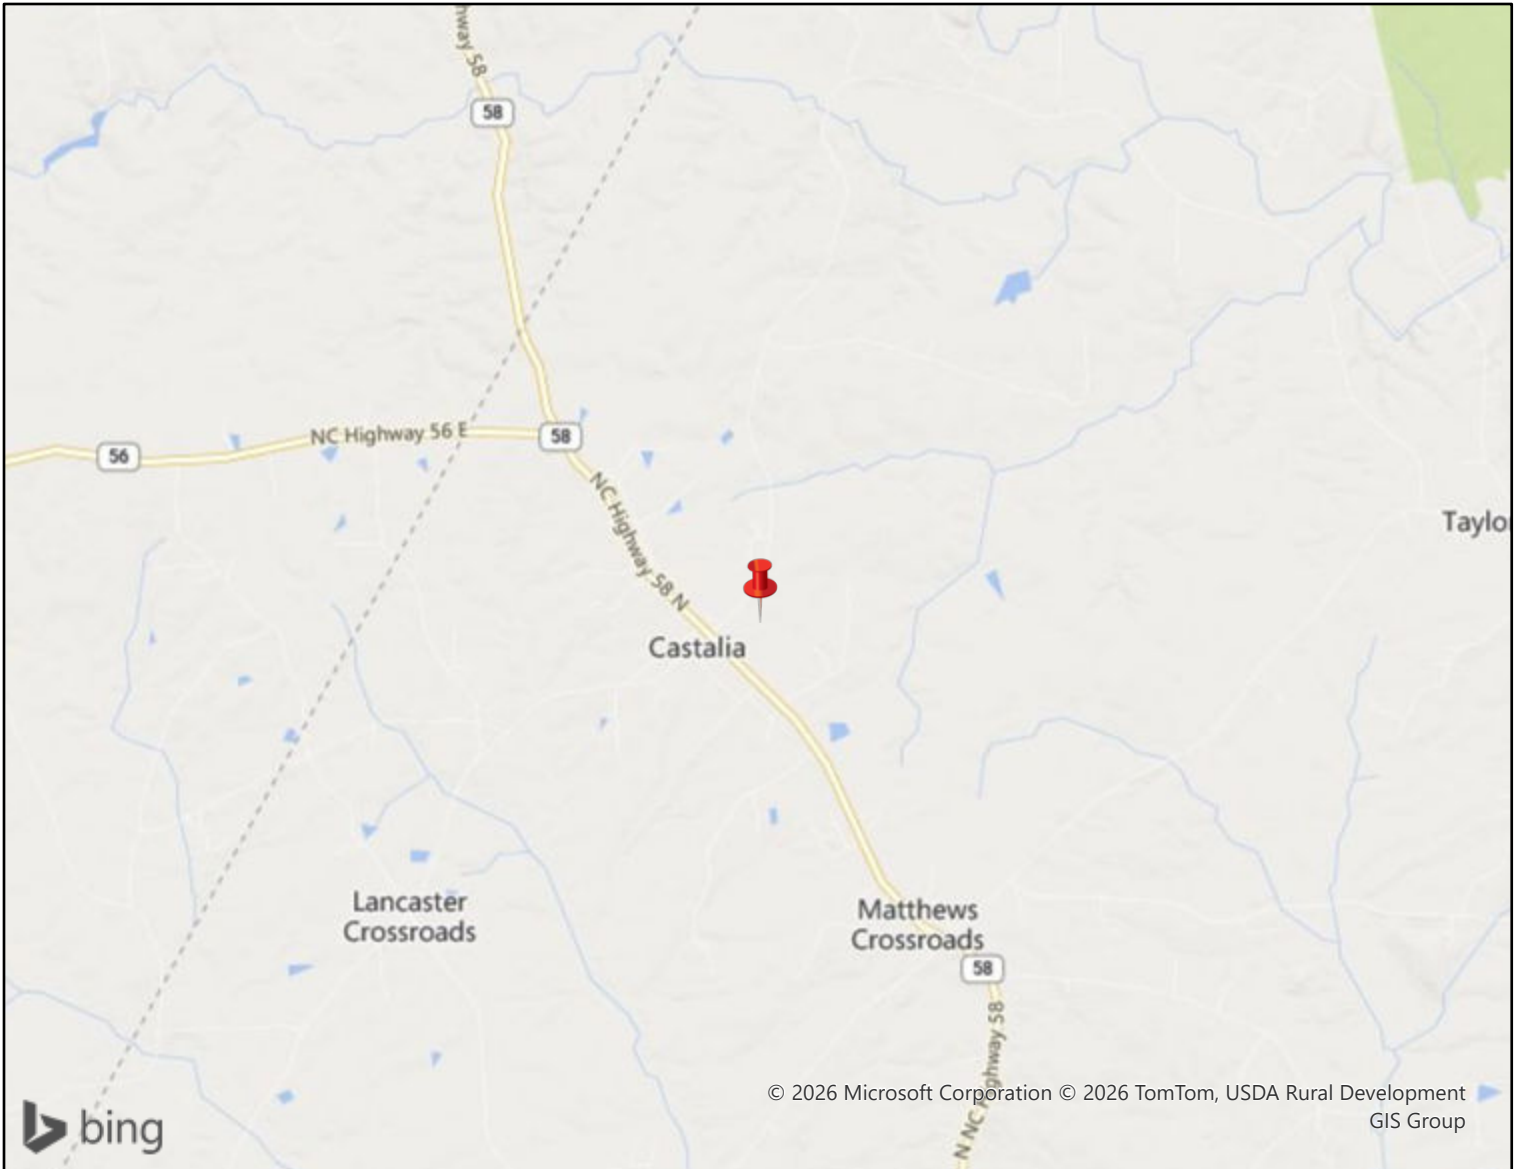 hway 58
58
NC Highway 56 E
58
56
NC Highway 58 N
Taylo
Castalia
Lancaster
Crossroads
Matthews
Crossroads
58
N NC Highway 58
© 2026 Microsoft Corporation © 2026 TomTom, USDA Rural Development
GIS Group
bing